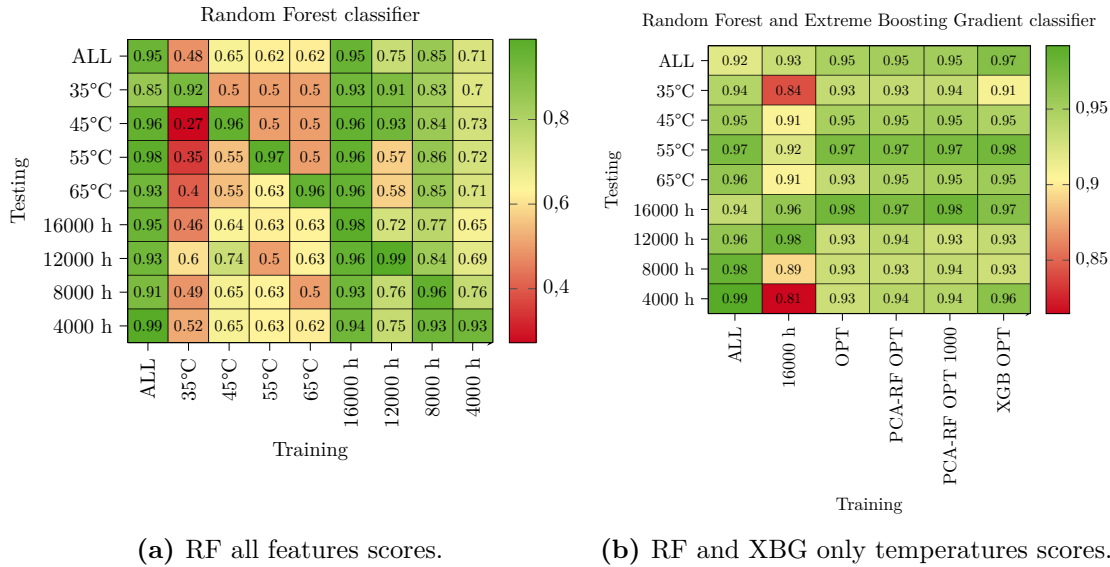 Random Forest classifier
ALL 0.95 0.48 0.65 0.62 0.62 0.95 0.75 0.85 0.71
35°C 0.85 0.92 0.5 0.5 0.5 0.93 0.91 0.83 0.7
45°C 0.96 0.27 0.96 0.5 0.5 0.96 0.93 0.84 0.73
55°C 0.98 0.35 0.55 0.97 0.5 0.96 0.57 0.86 0.72
65°C 0.93 0.4 0.55 0.63 0.96 0.96 0.58 0.85 0.71
16000 h 0.95 0.46 0.64 0.63 0.63 0.98 0.72 0.77 0.65
12000 h 0.93 0.6 0.74 0.5 0.63 0.96 0.99 0.84 0.69
8000 h 0.91 0.49 0.65 0.63 0.5 0.93 0.76 0.96 0.76
4000 h 0.99 0.52 0.65 0.63 0.62 0.94 0.75 0.93 0.93
ALL 35°C 45°C 55°C 65°C 16000 h 12000 h 8000 h 4000 h
Testing
Training
0,8
0,6
0,4
(a) RF all features scores.
Random Forest and Extreme Boosting Gradient classifier
ALL 0.92 0.93 0.95 0.95 0.95 0.97
35°C 0.94 0.84 0.93 0.93 0.94 0.91
45°C 0.95 0.91 0.95 0.95 0.95 0.95
55°C 0.97 0.92 0.97 0.97 0.97 0.98
65°C 0.96 0.91 0.93 0.95 0.95 0.95
16000 h 0.94 0.96 0.98 0.97 0.98 0.97
12000 h 0.96 0.98 0.93 0.94 0.93 0.93
8000 h 0.98 0.89 0.93 0.93 0.94 0.93
4000 h 0.99 0.81 0.93 0.94 0.94 0.96
ALL 16000 h OPT PCA-RF OPT PCA-RF OPT 1000 XGB OPT
Testing
Training
0,95
0,9
0,85
(b) RF and XBG only temperatures scores.